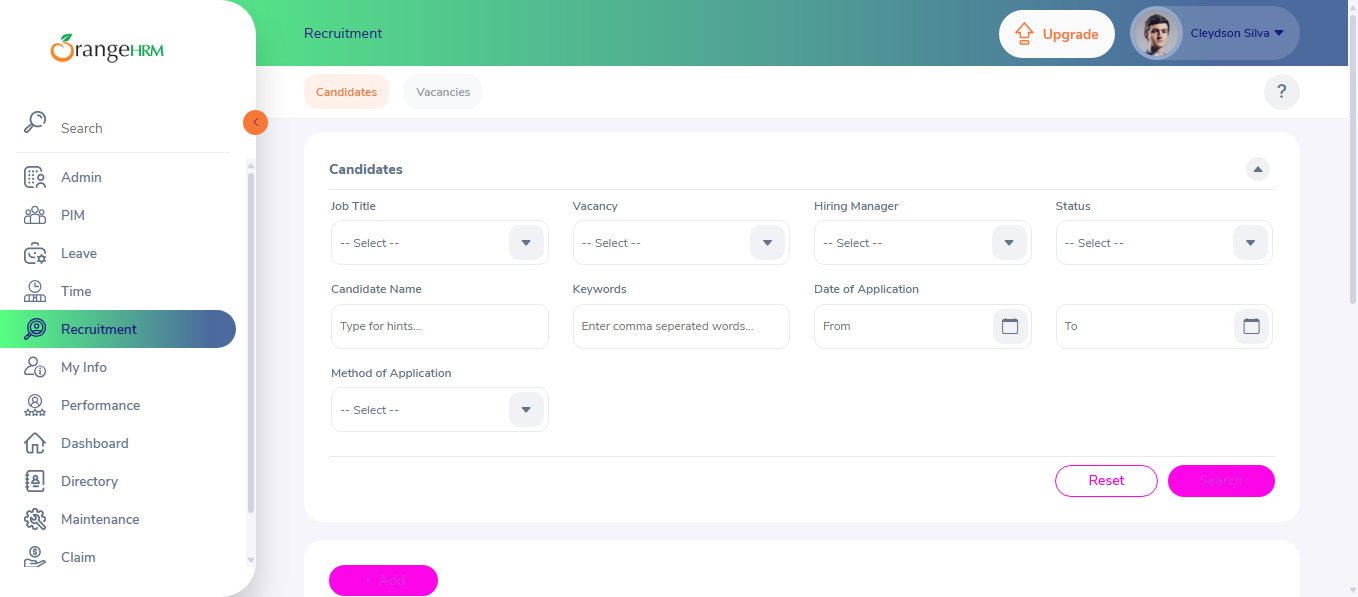 OrangeHRM
Recruitment
Upgrade
Cleydson Silva
Candidates
Vacancies
?
Search
Admin
PIM
Leave
Time
Recruitment
My Info
Performance
Dashboard
Directory
Maintenance
Claim
Candidates
Job Title Vacancy Hiring Manager Status
-- Select -- -- Select -- -- Select -- -- Select --
Candidate Name Keywords Date of Application
Type for hints... Enter comma seperated words... From To
Method of Application
-- Select --
Reset Search
+ Add